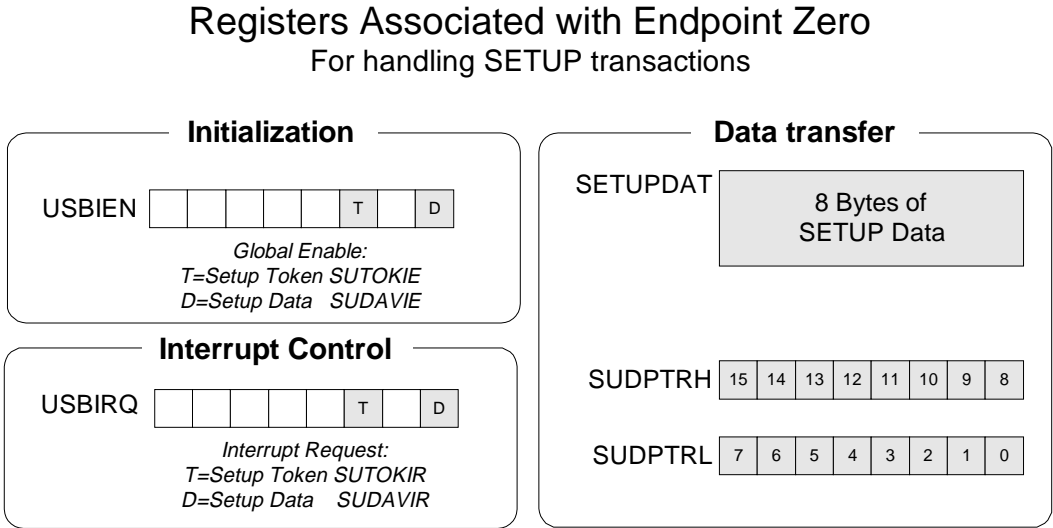 Registers Associated with Endpoint Zero
For handling SETUP transactions
Initialization
USBIEN T D
Global Enable:
T=Setup Token SUTOKIE
D=Setup Data SUDAVIE
Interrupt Control
USBIRQ T D
Interrupt Request:
T=Setup Token SUTOKIR
D=Setup Data SUDAVIR
Data transfer
SETUPDAT
8 Bytes of
SETUP Data
SUDPTRH 15 14 13 12 11 10 9 8
SUDPTRL 7 6 5 4 3 2 1 0